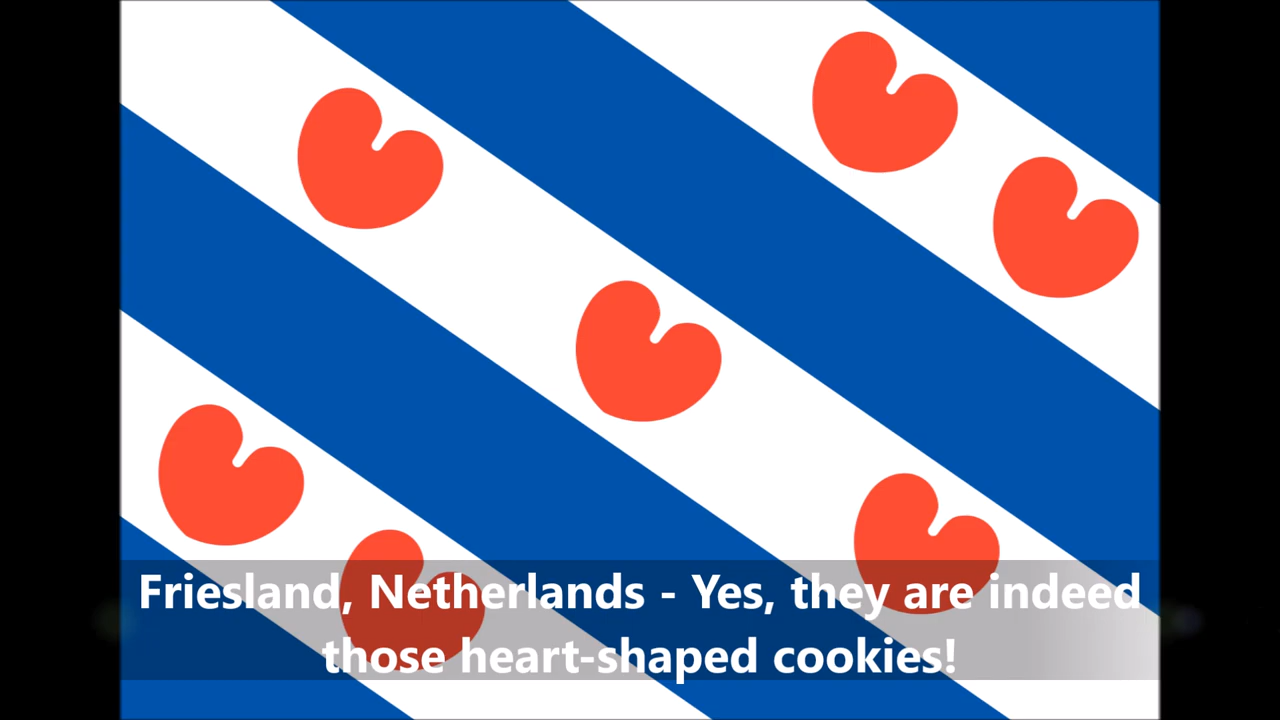 Friesland, Netherlands - Yes, they are indeed
those heart-shaped cookies!